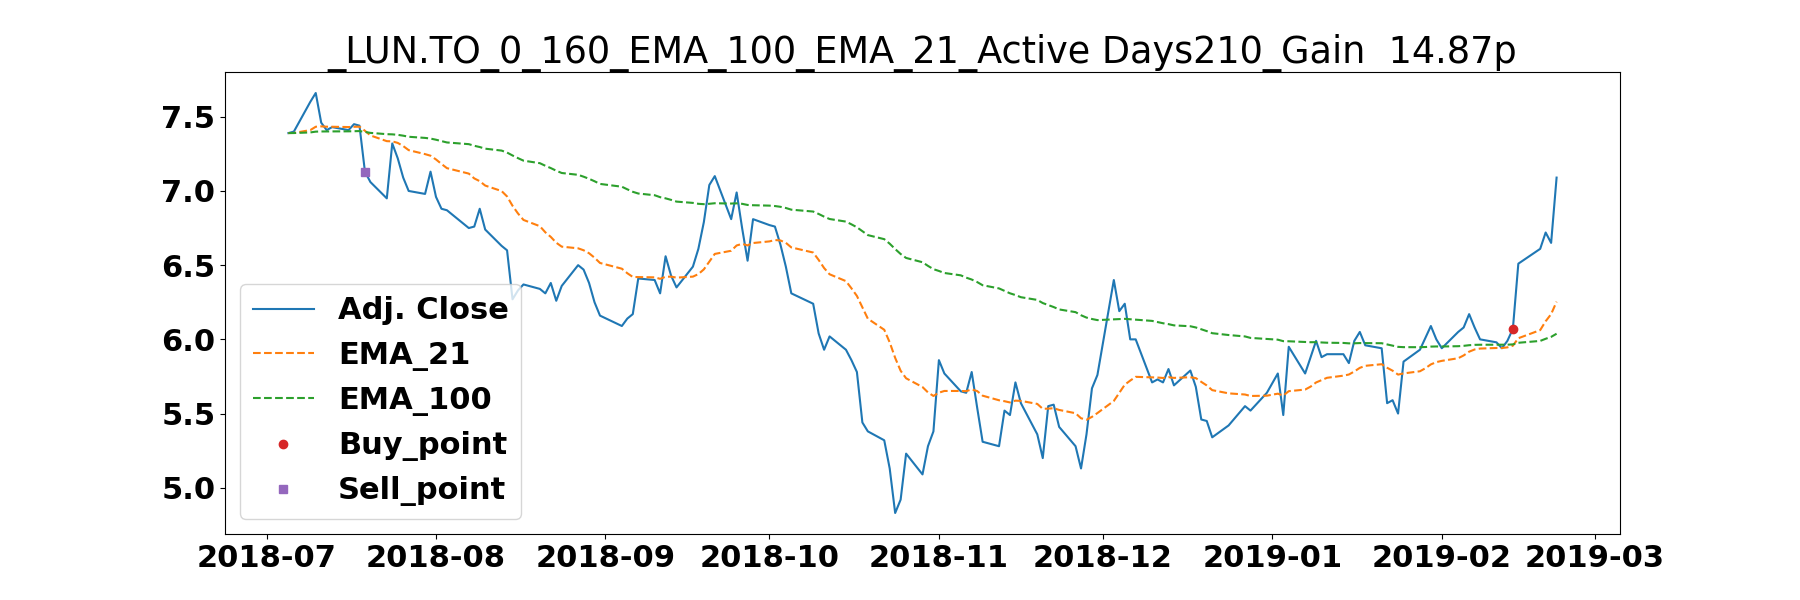 _LUN.TO_0_160_EMA_100_EMA_21_Active Days210_Gain  14.87p
7.5
7.0
6.5
6.0
5.5
5.0
Adj. Close
EMA_21
EMA_100
Buy_point
Sell_point
2018-07 2018-08 2018-09 2018-10 2018-11 2018-12 2019-01 2019-02 2019-03